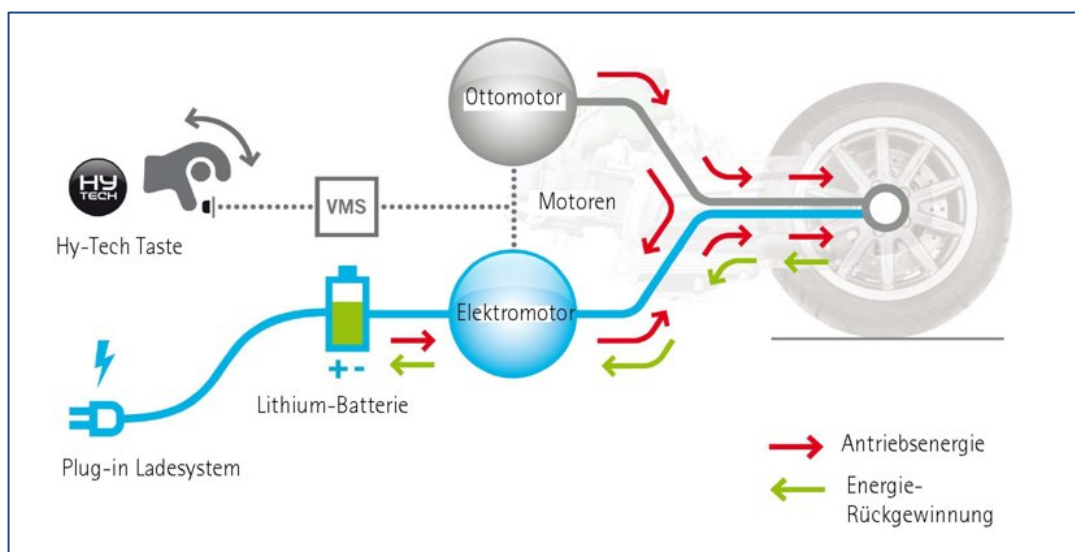 Ottomotor
HY
TECH
VMS
Motoren
Hy-Tech Taste
Elektromotor
+ -
Lithium-Batterie
Plug-in Ladesystem
Antriebsenergie
Energie-
Rückgewinnung